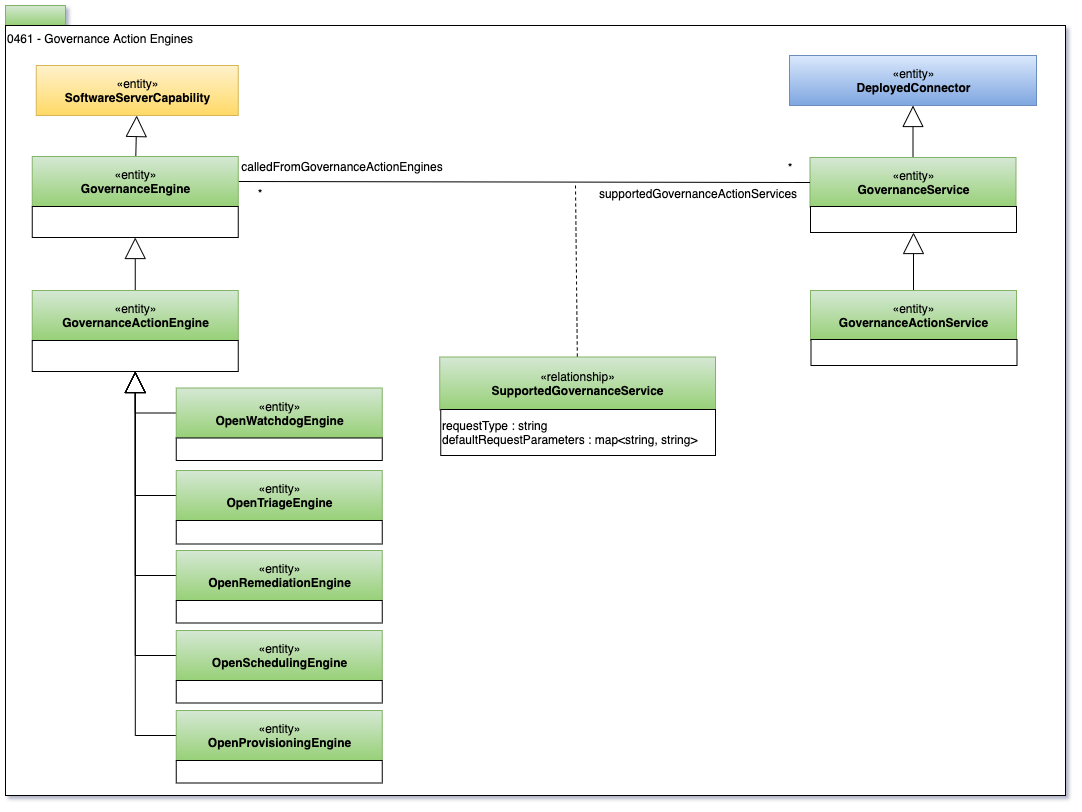 0461 - Governance Action Engines
«entity»
SoftwareServerCapability
«entity»
DeployedConnector
«entity»
GovernanceEngine
calledFromGovernanceActionEngines
*
*
supportedGovernanceActionServices
«entity»
GovernanceService
«entity»
GovernanceActionEngine
«entity»
GovernanceActionService
«relationship»
SupportedGovernanceService
requestType : string
defaultRequestParameters : map<string, string>
«entity»
OpenWatchdogEngine
«entity»
OpenTriageEngine
«entity»
OpenRemediationEngine
«entity»
OpenSchedulingEngine
«entity»
OpenProvisioningEngine